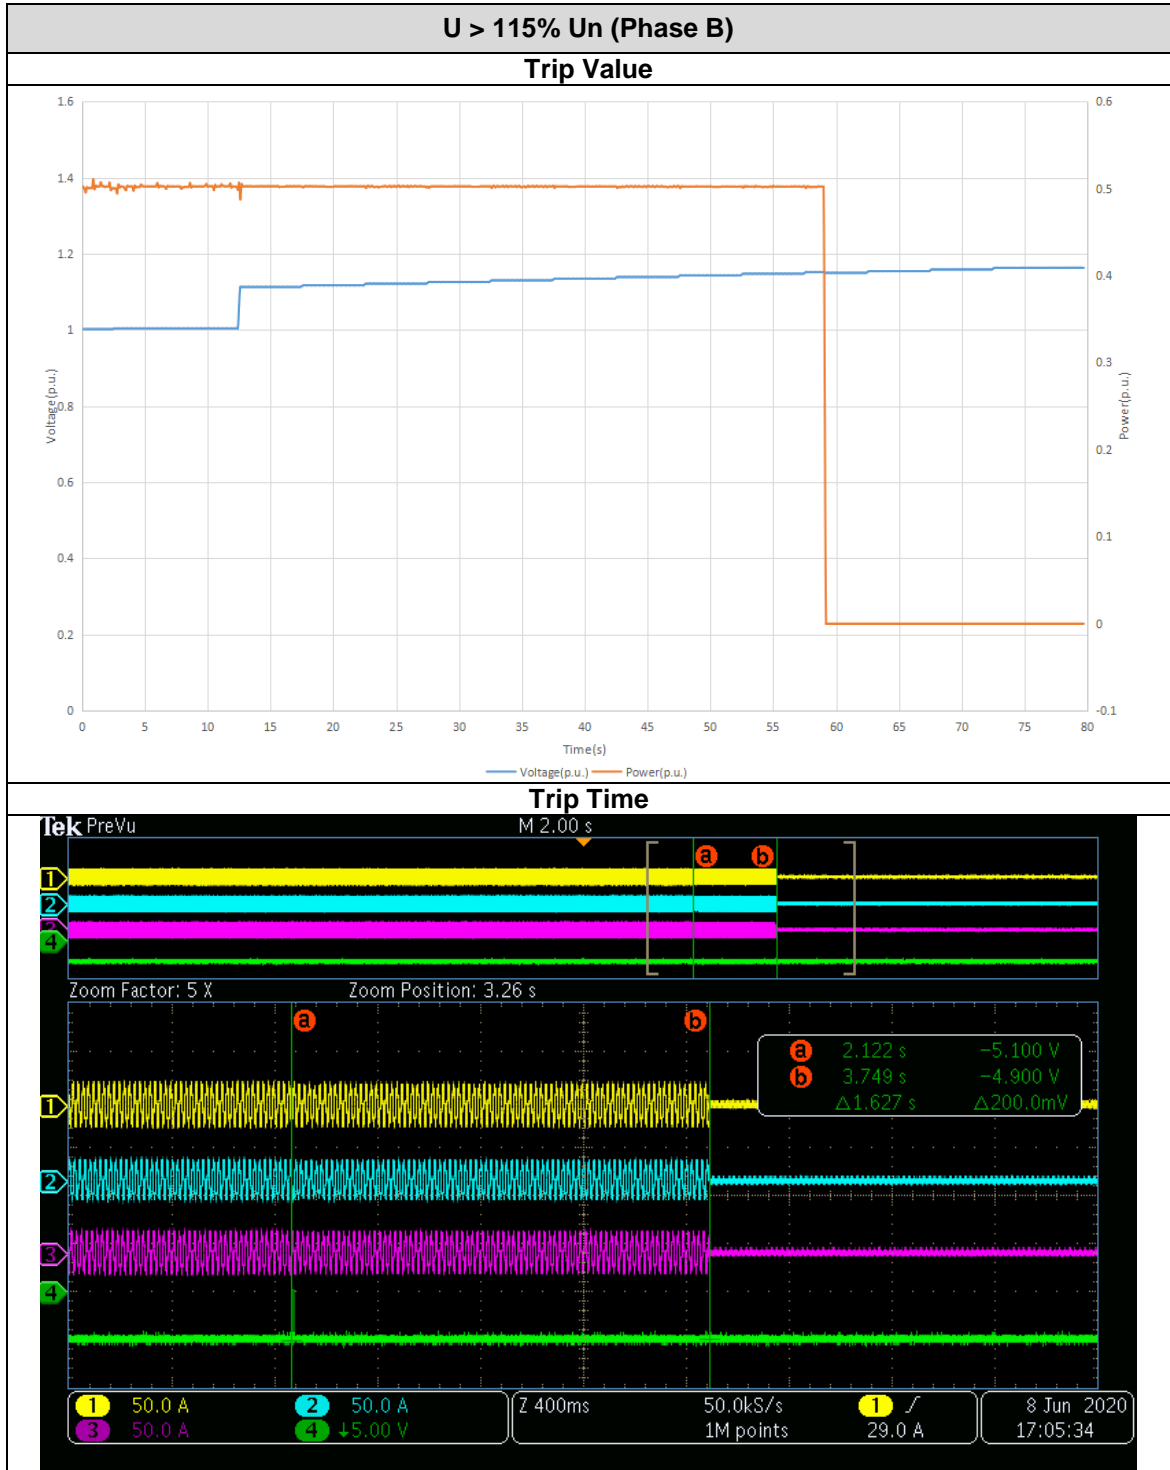 U > 115% Un (Phase B)
Trip Value
1.6
1.4
1.2
1
0.8
0.6
0.4
0.2
0
Voltage(p.u.)
0.6
0.5
0.4
0.3
0.2
0.1
0
-0.1
Power(p.u.)
0 5 10 15 20 25 30 35 40 45 50 55 60 65 70 75 80
Time(s)
Voltage(p.u.) Power(p.u.)
Trip Time
Tek PreVu M 2.00 s
a b
1
2
3
4
Zoom Factor: 5 X Zoom Position: 3.26 s
a b
a 2.122 s -5.100 V
b 3.749 s -4.900 V
△1.627 s △200.0mV
1
2
3
4
1 50.0 A 2 50.0 A Z 400ms 50.0kS/s 1 8 Jun 2020
3 50.0 A 4 ↓5.00 V 1M points 29.0 A 17:05:34